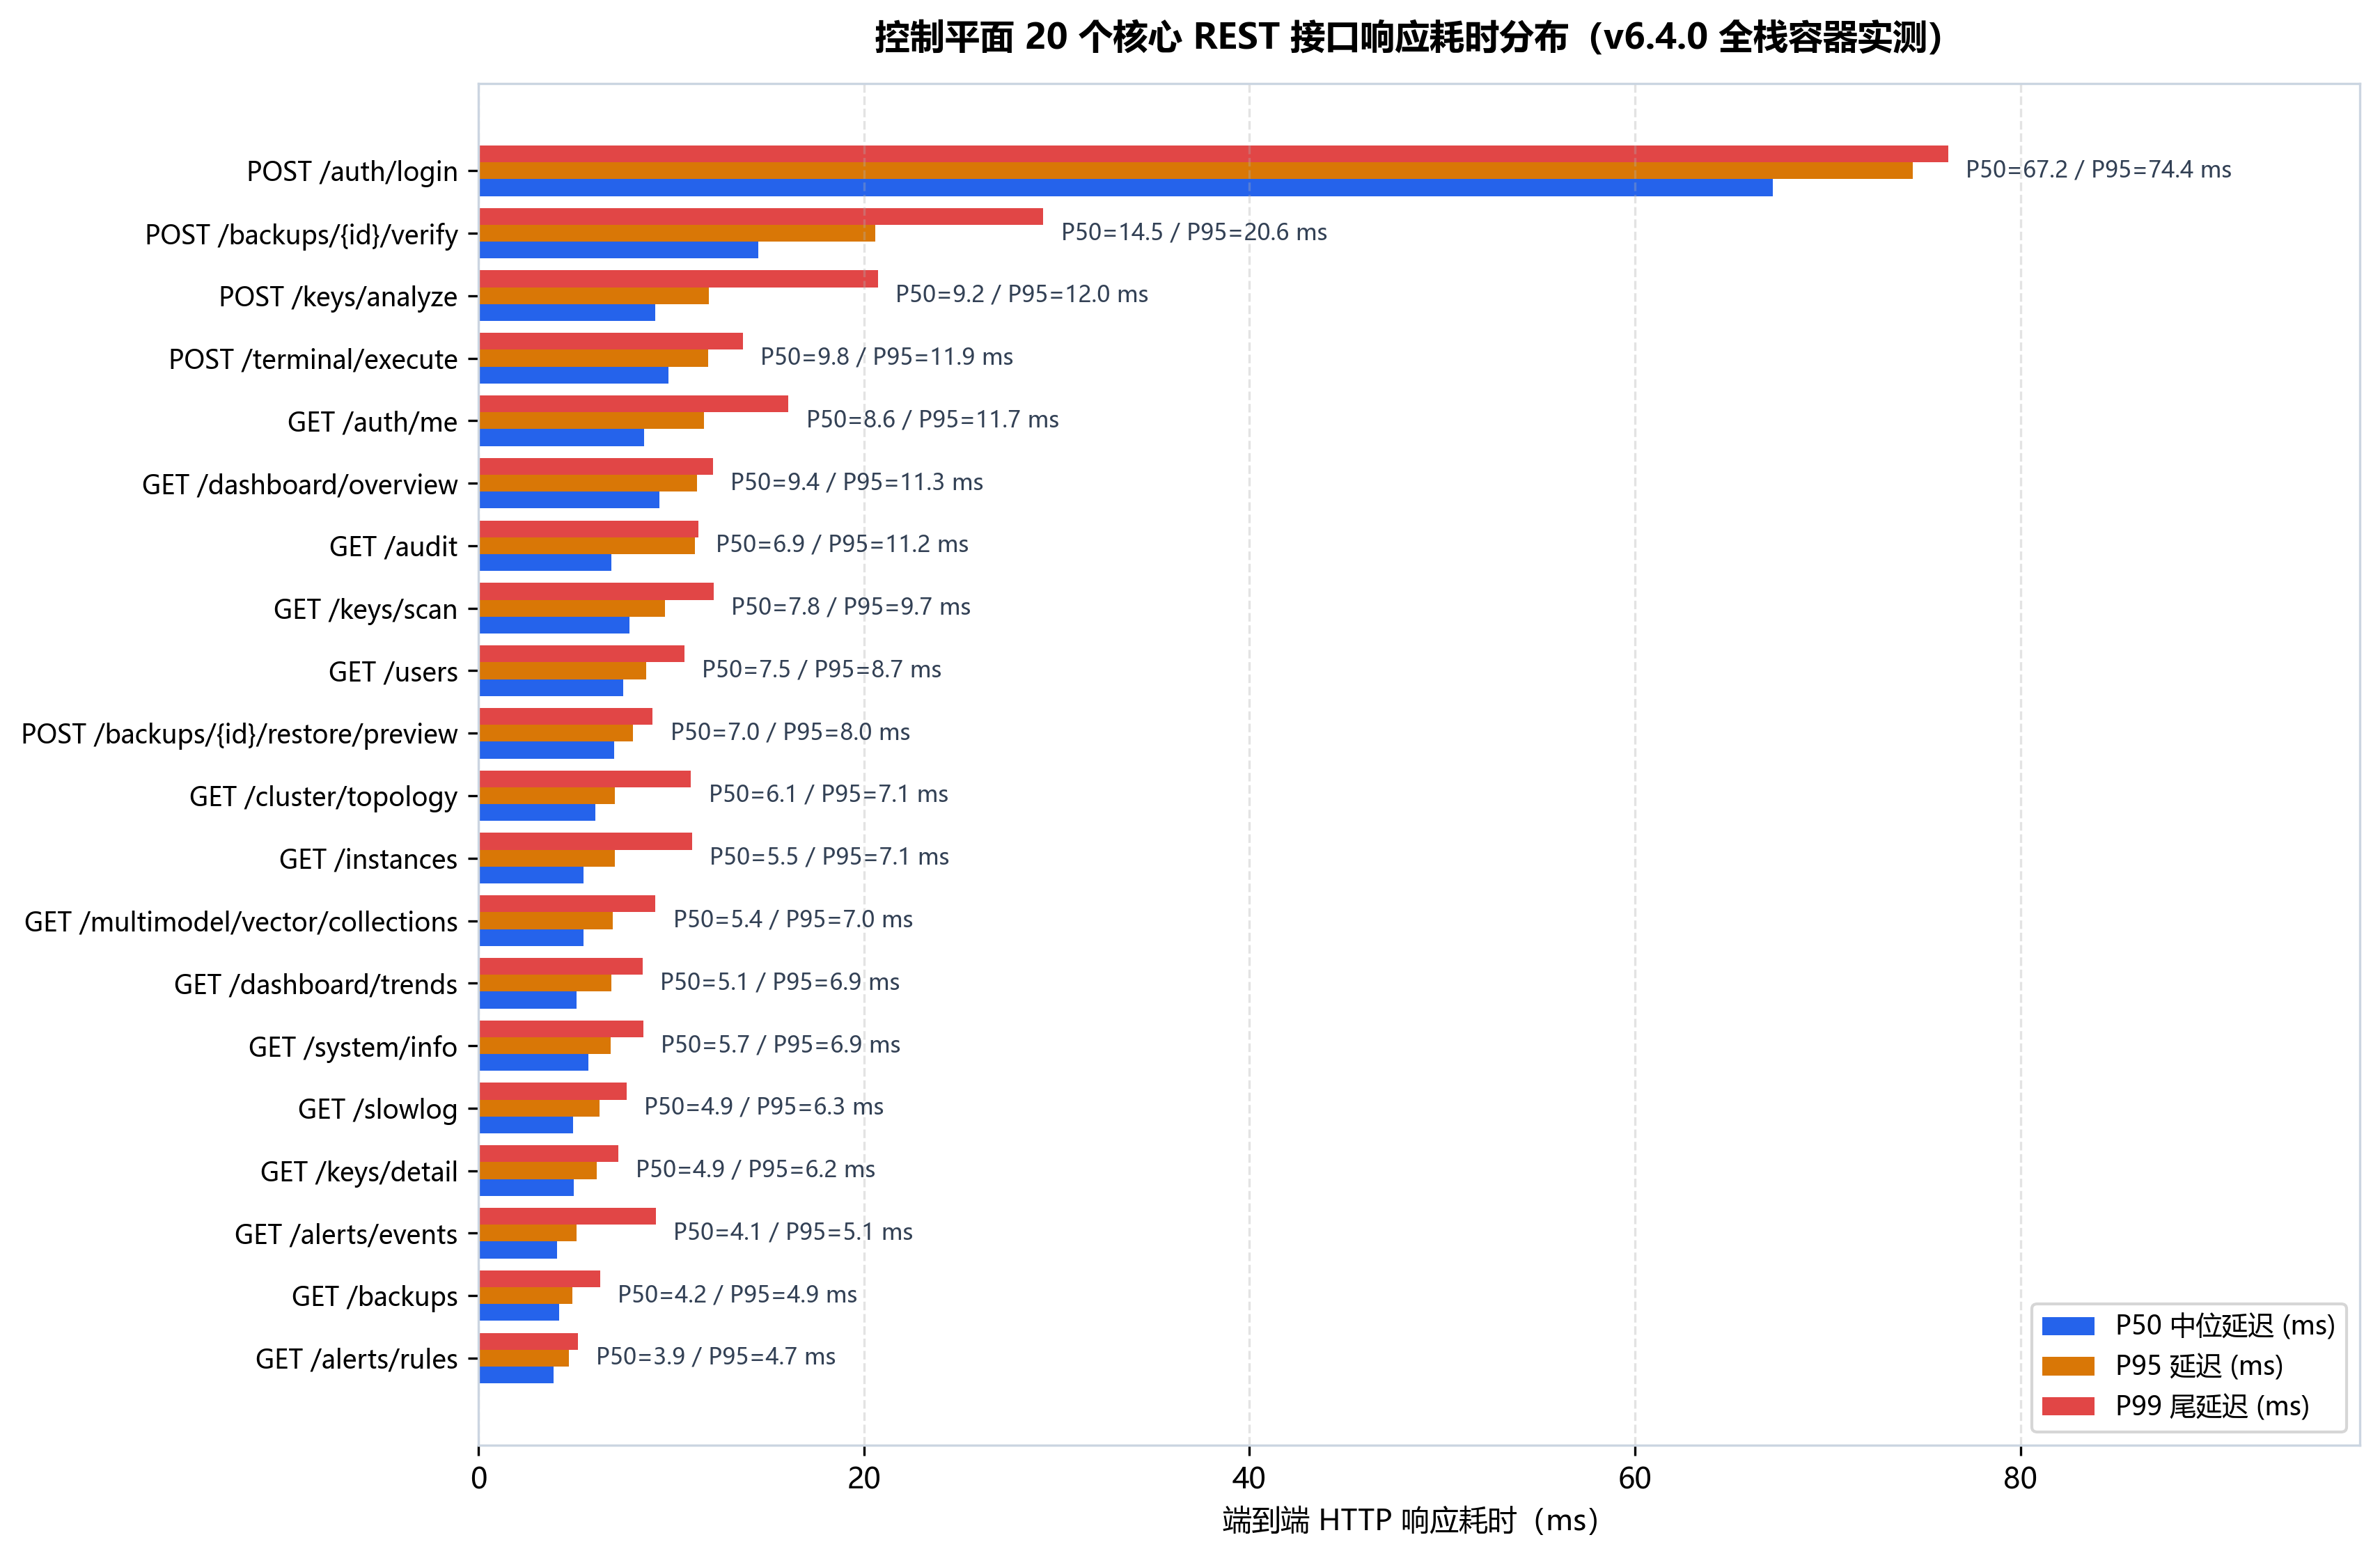 控制平面 20 个核心 REST 接口响应耗时分布（v6.4.0 全栈容器实测）
POST /auth/login
P50=67.2 / P95=74.4 ms
POST /backups/{id}/verify
P50=14.5 / P95=20.6 ms
POST /keys/analyze
P50=9.2 / P95=12.0 ms
POST /terminal/execute
P50=9.8 / P95=11.9 ms
GET /auth/me
P50=8.6 / P95=11.7 ms
GET /dashboard/overview
P50=9.4 / P95=11.3 ms
GET /audit
P50=6.9 / P95=11.2 ms
GET /keys/scan
P50=7.8 / P95=9.7 ms
GET /users
P50=7.5 / P95=8.7 ms
POST /backups/{id}/restore/preview
P50=7.0 / P95=8.0 ms
GET /cluster/topology
P50=6.1 / P95=7.1 ms
GET /instances
P50=5.5 / P95=7.1 ms
GET /multimodel/vector/collections
P50=5.4 / P95=7.0 ms
GET /dashboard/trends
P50=5.1 / P95=6.9 ms
GET /system/info
P50=5.7 / P95=6.9 ms
GET /slowlog
P50=4.9 / P95=6.3 ms
GET /keys/detail
P50=4.9 / P95=6.2 ms
GET /alerts/events
P50=4.1 / P95=5.1 ms
GET /backups
P50=4.2 / P95=4.9 ms
GET /alerts/rules
P50=3.9 / P95=4.7 ms
P50 中位延迟 (ms)
P95 延迟 (ms)
P99 尾延迟 (ms)
0 20 40 60 80
端到端 HTTP 响应耗时（ms）